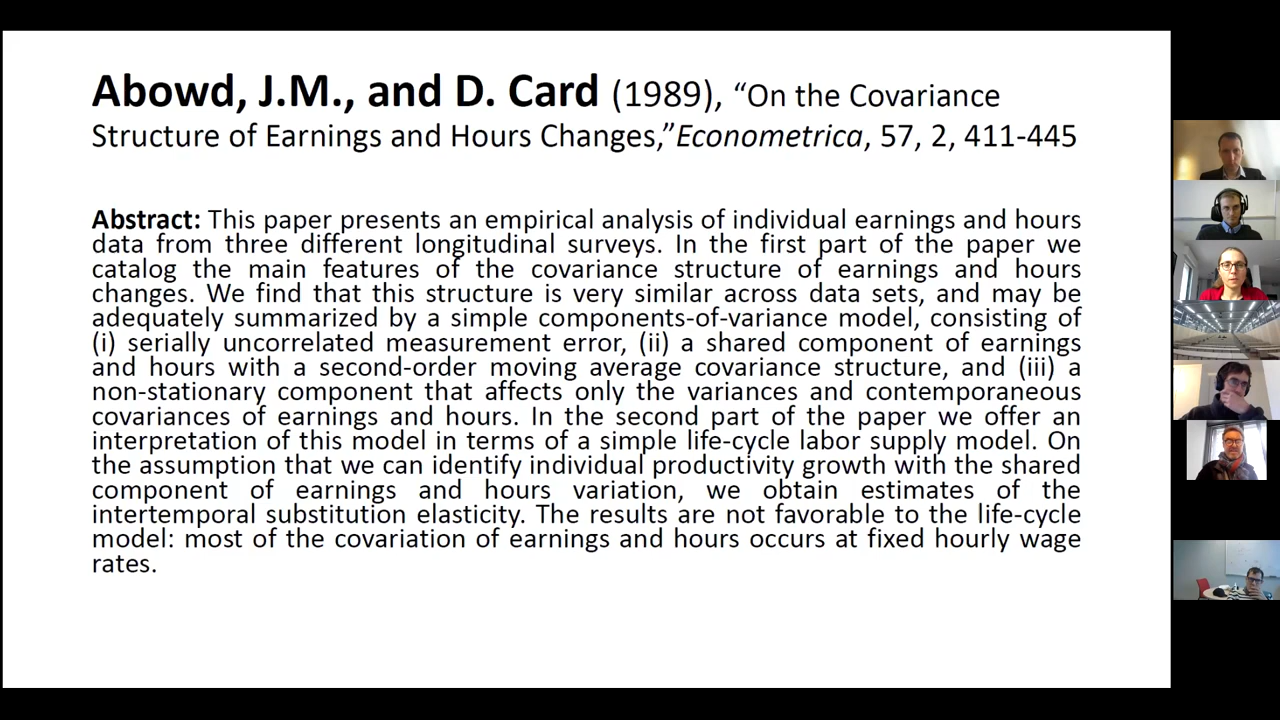 Abowd, J.M., and D. Card (1989), “On the Covariance
Structure of Earnings and Hours Changes,”Econometrica, 57, 2, 411-445
Abstract: This paper presents an empirical analysis of individual earnings and hours
data from three different longitudinal surveys. In the first part of the paper we
catalog the main features of the covariance structure of earnings and hours
changes. We find that this structure is very similar across data sets, and may be
adequately summarized by a simple components-of-variance model, consisting of
(i) serially uncorrelated measurement error, (ii) a shared component of earnings
and hours with a second-order moving average covariance structure, and (iii) a
non-stationary component that affects only the variances and contemporaneous
covariances of earnings and hours. In the second part of the paper we offer an
interpretation of this model in terms of a simple life-cycle labor supply model. On
the assumption that we can identify individual productivity growth with the shared
component of earnings and hours variation, we obtain estimates of the
intertemporal substitution elasticity. The results are not favorable to the life-cycle
model: most of the covariation of earnings and hours occurs at fixed hourly wage
rates.